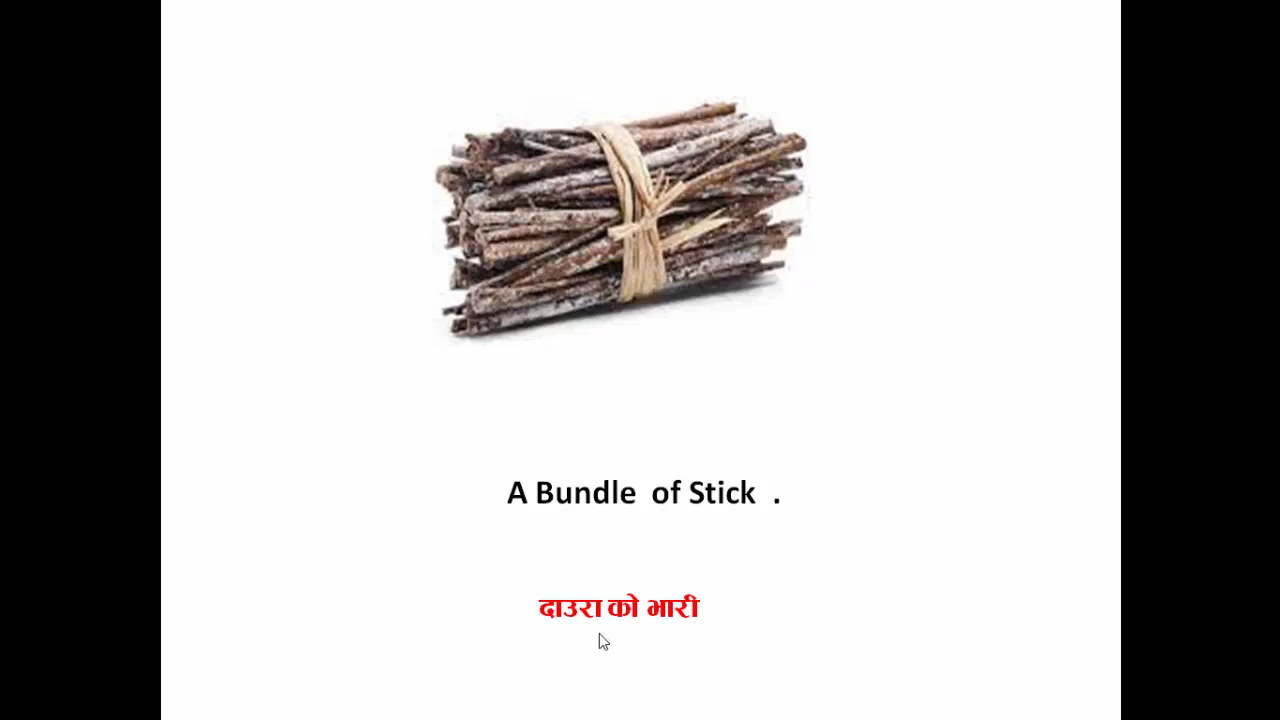 A Bundle of Stick .
दाउरा को भारी